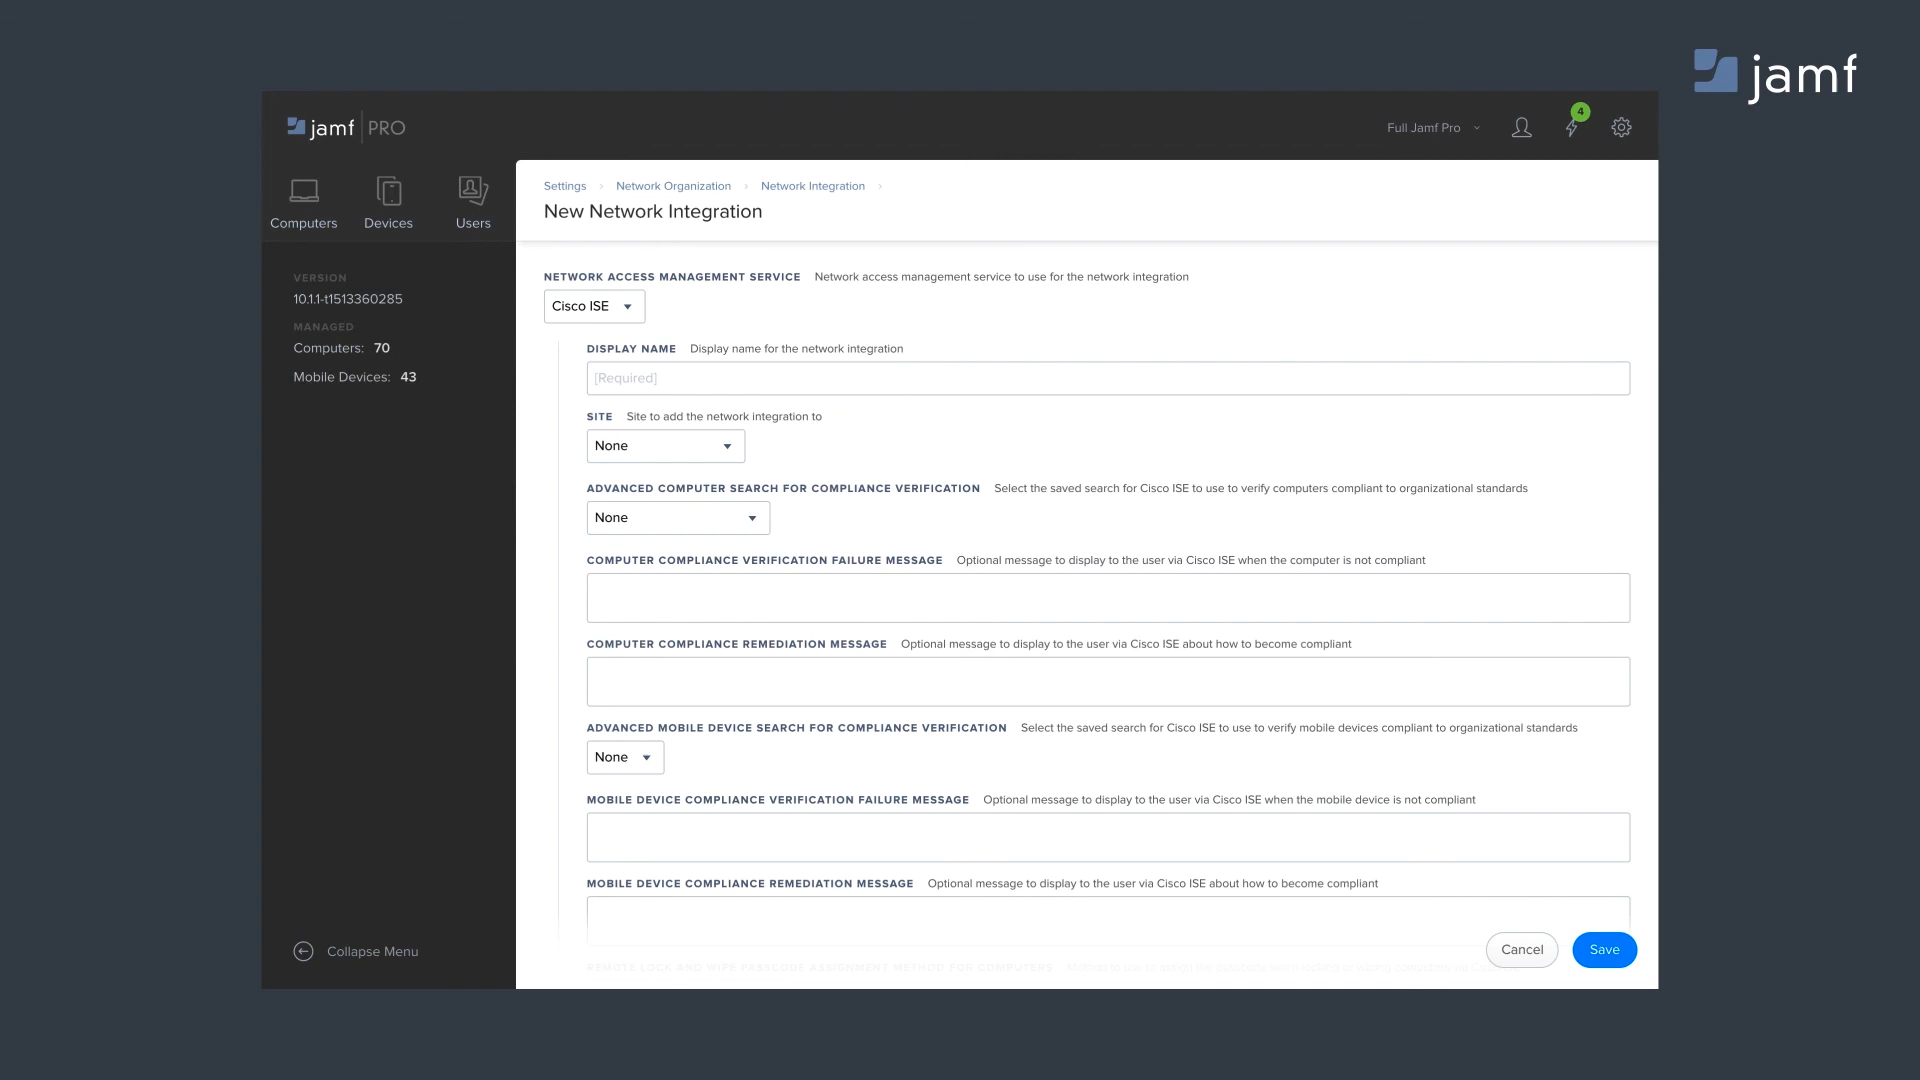 jamf
jamf PRO
Full Jamf Pro
4
Computers
Devices
Users
VERSION
10.1.1-t1513360285
MANAGED
Computers: 70
Mobile Devices: 43
Collapse Menu
Settings › Network Organization › Network Integration ›
New Network Integration
NETWORK ACCESS MANAGEMENT SERVICE Network access management service to use for the network integration
Cisco ISE
DISPLAY NAME Display name for the network integration
[Required]
SITE Site to add the network integration to
None
ADVANCED COMPUTER SEARCH FOR COMPLIANCE VERIFICATION Select the saved search for Cisco ISE to use to verify computers compliant to organizational standards
None
COMPUTER COMPLIANCE VERIFICATION FAILURE MESSAGE Optional message to display to the user via Cisco ISE when the computer is not compliant
COMPUTER COMPLIANCE REMEDIATION MESSAGE Optional message to display to the user via Cisco ISE about how to become compliant
ADVANCED MOBILE DEVICE SEARCH FOR COMPLIANCE VERIFICATION Select the saved search for Cisco ISE to use to verify mobile devices compliant to organizational standards
None
MOBILE DEVICE COMPLIANCE VERIFICATION FAILURE MESSAGE Optional message to display to the user via Cisco ISE when the mobile device is not compliant
MOBILE DEVICE COMPLIANCE REMEDIATION MESSAGE Optional message to display to the user via Cisco ISE about how to become compliant
REMOTE LOCK AND WIPE PASSCODE ASSIGNMENT METHOD FOR COMPUTERS
Cancel
Save